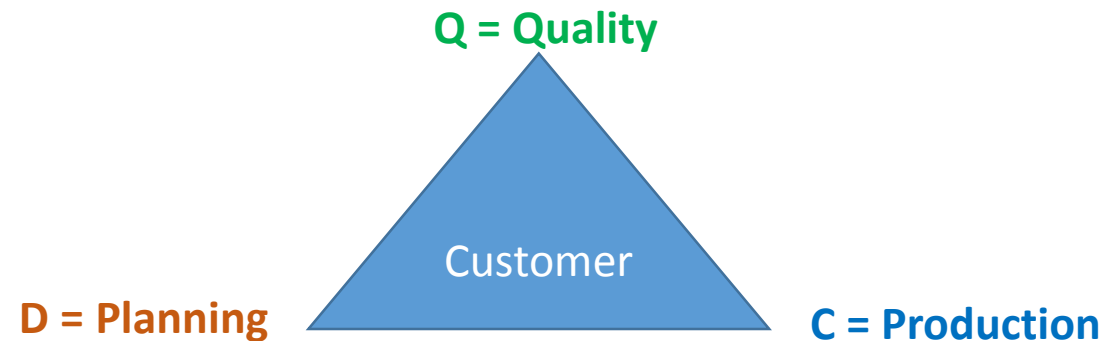 Q = Quality
Customer
D = Planning
C = Production